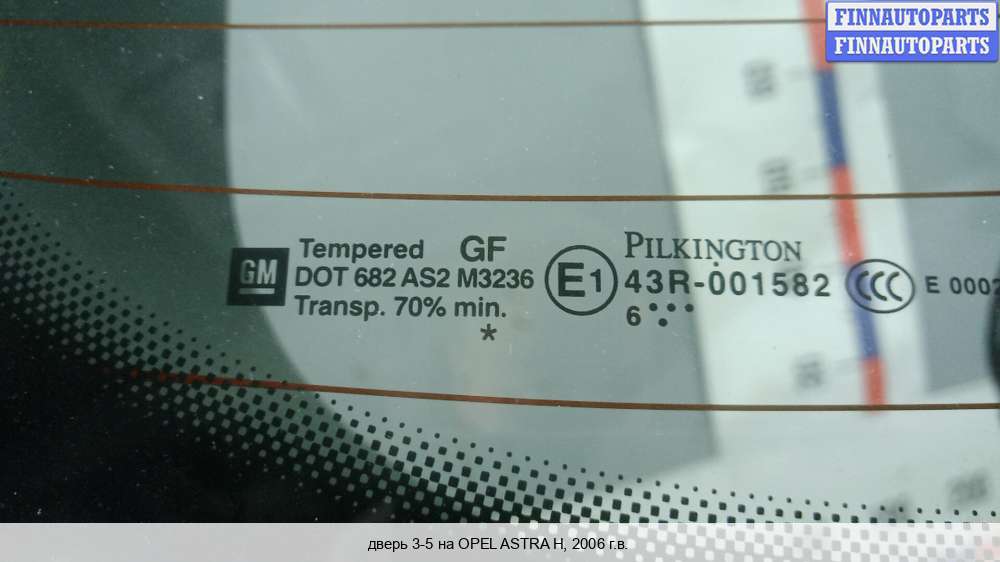 FINNAUTOPARTS
FINNAUTOPARTS
GM
Tempered GF
DOT 682 AS2 M3236
Transp. 70% min.
*
E1
PILKINGTON
43R-001582
6
CCC
E 0002
дверь 3-5 на OPEL ASTRA H, 2006 г.в.